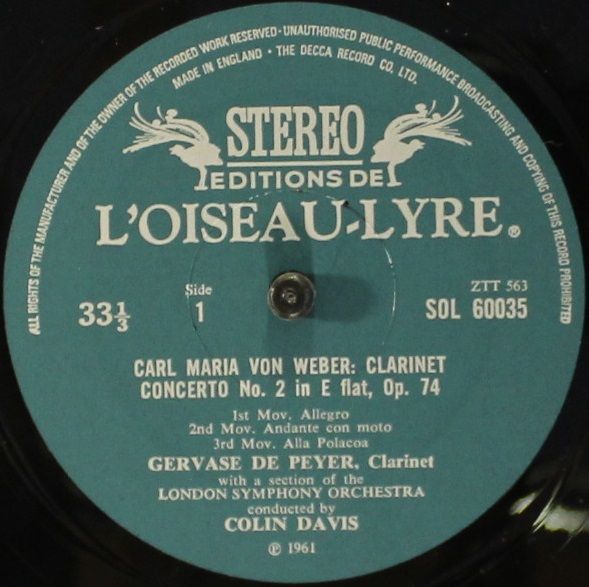 ALL RIGHTS OF THE MANUFACTURER AND OF THE OWNER OF THE RECORDED WORK RESERVED · UNAUTHORISED PUBLIC PERFORMANCE BROADCASTING AND COPYING OF THIS RECORD PROHIBITED
MADE IN ENGLAND · THE DECCA RECORD CO. LTD.
STEREO
EDITIONS DE
L'OISEAU-LYRE®
33⅓
Side
1
ZTT 563
SOL 60035
CARL MARIA VON WEBER: CLARINET
CONCERTO No. 2 in E flat, Op. 74
1st Mov. Allegro
2nd Mov. Andante con moto
3rd Mov. Alla Polacoa
GERVASE DE PEYER, Clarinet
with a section of the
LONDON SYMPHONY ORCHESTRA
conducted by
COLIN DAVIS
℗ 1961